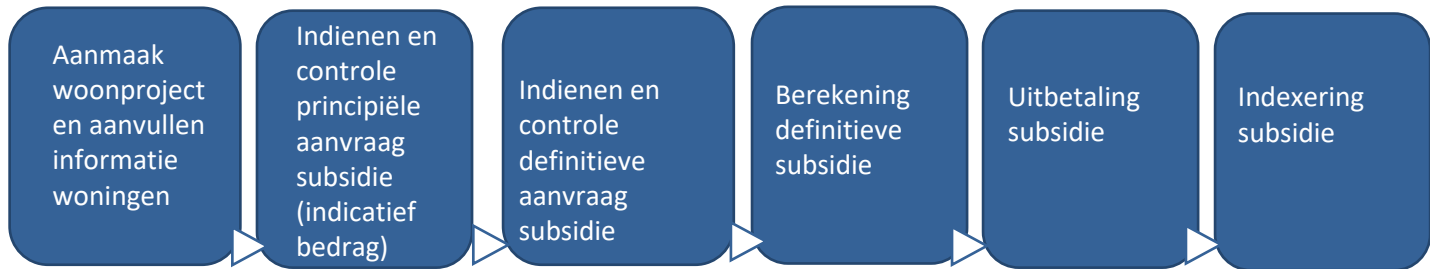 Aanmaak
woonproject
en aanvullen
informatie
woningen
Indienen en
controle
principiële
aanvraag
subsidie
(indicatief
bedrag)
Indienen en
controle
definitieve
aanvraag
subsidie
Berekening
definitieve
subsidie
Uitbetaling
subsidie
Indexering
subsidie